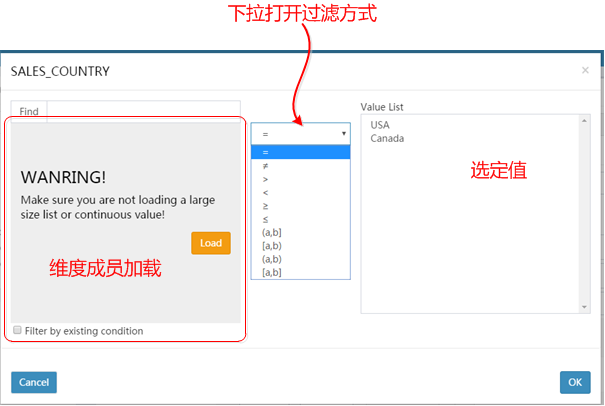 下拉打开过滤方式
SALES_COUNTRY
×
Find
WANRING!
Make sure you are not loading a large
size list or continuous value!
Load
维度成员加载
Filter by existing condition
=
=
≠
>
<
≥
≤
(a,b]
[a,b)
(a,b)
[a,b]
Value List
USA
Canada
选定值
Cancel
OK